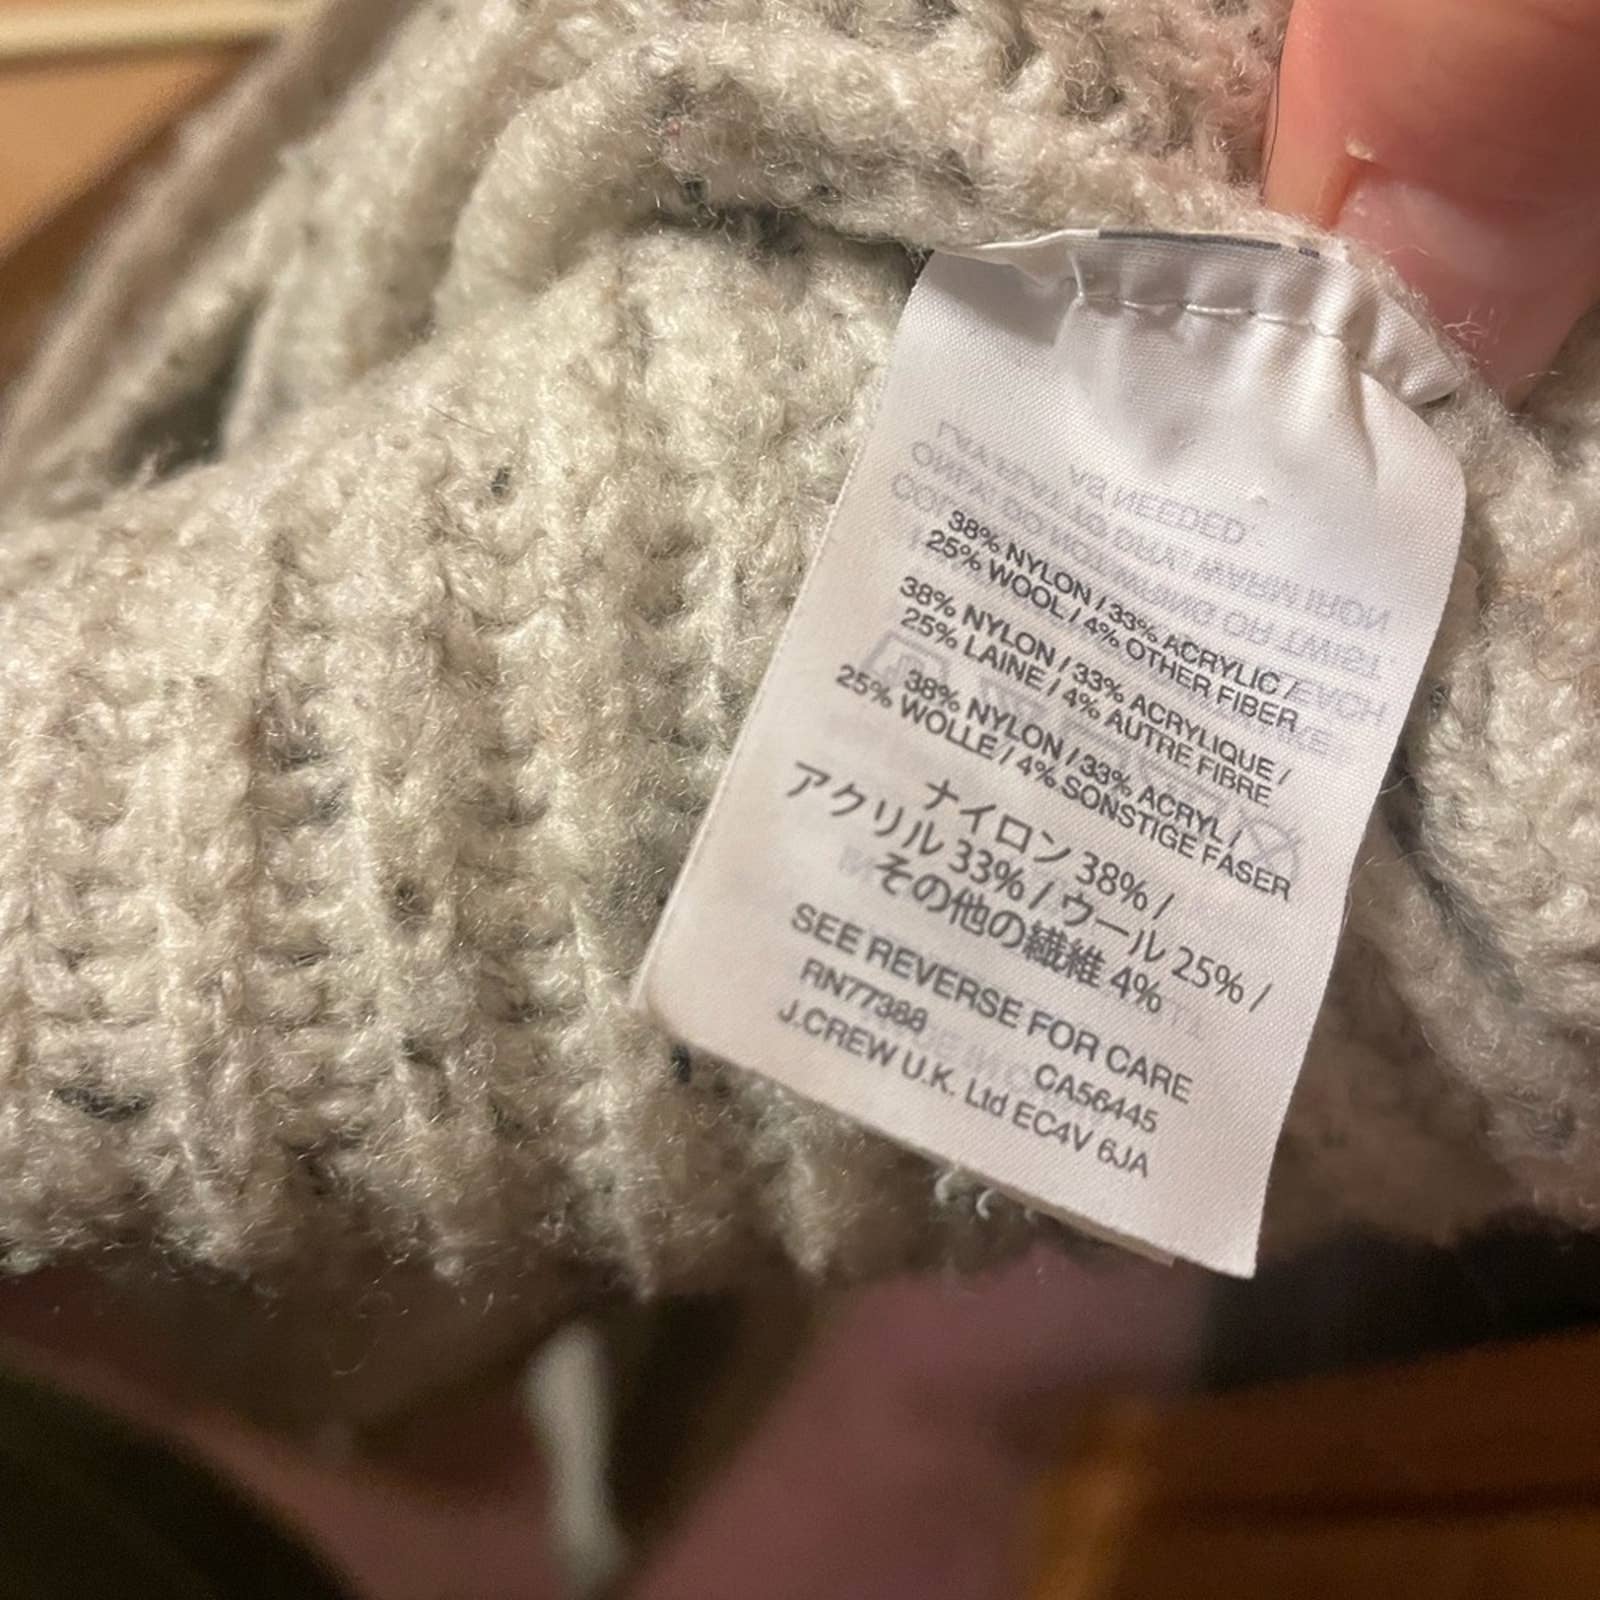 38% NYLON / 33% ACRYLIC /
25% WOOL / 4% OTHER FIBER
38% NYLON / 33% ACRYLIQUE /
25% LAINE / 4% AUTRE FIBRE
38% NYLON / 33% ACRYL /
25% WOLLE / 4% SONSTIGE FASER
ナイロン 38% /
アクリル 33% / ウール 25% /
その他の繊維 4%
SEE REVERSE FOR CARE
RN77388 CA56445
J.CREW U.K. Ltd EC4V 6JA